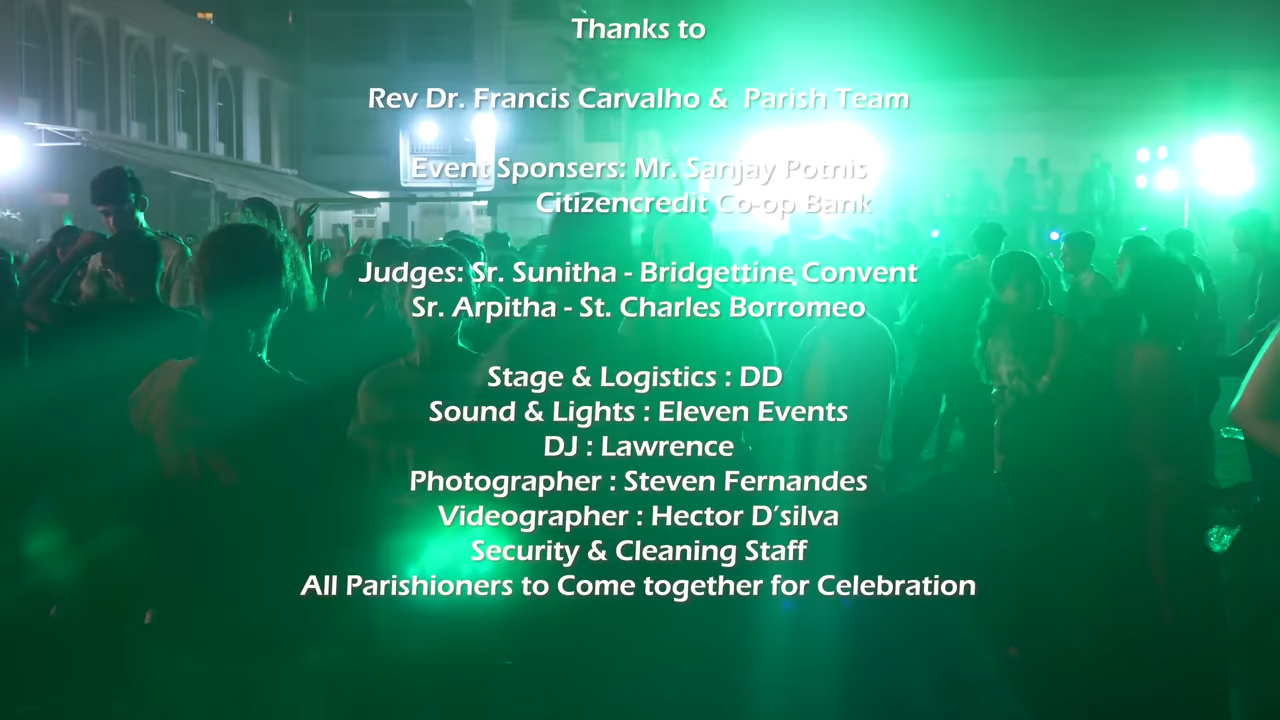 Thanks to
Rev Dr. Francis Carvalho & Parish Team
Event Sponsers: Mr. Sanjay Potnis
Citizencredit Co-op Bank
Judges: Sr. Sunitha - Bridgettine Convent
Sr. Arpitha - St. Charles Borromeo
Stage & Logistics : DD
Sound & Lights : Eleven Events
DJ : Lawrence
Photographer : Steven Fernandes
Videographer : Hector D'silva
Security & Cleaning Staff
All Parishioners to Come together for Celebration